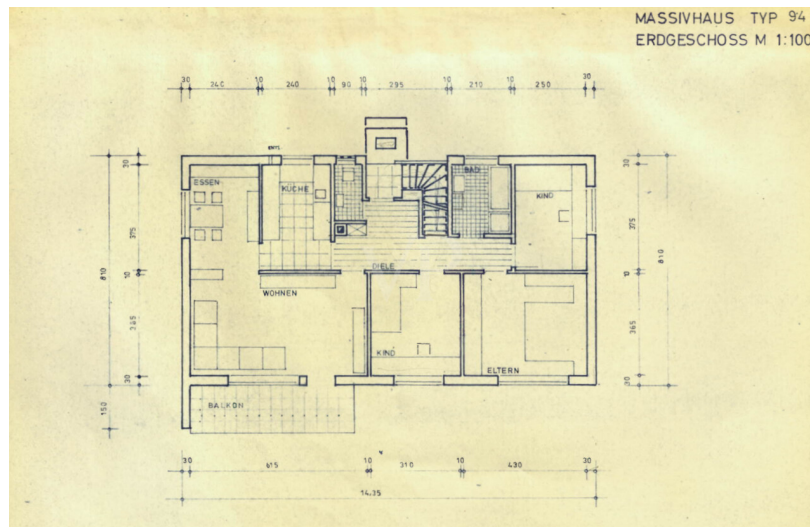 MASSIVHAUS TYP 94
ERDGESCHOSS M 1:100
30 240 10 240 10 90 10 295 10 210 10 250 30
ESSEN
KÜCHE
BAD
KIND
DIELE
WOHNEN
KIND
ELTERN
BALKON
30
375
10
365
30
810
150
30
375
10
365
30
810
30 615 10 310 10 430 30
14.35